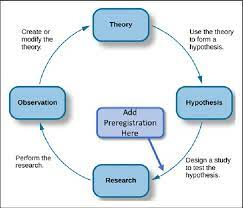 Theory
Create or
modify the
theory.
Use the theory
to form a
hypothesis.
Observation
Add
Preregistration
Here
Hypothesis
Perform the
research.
Research
Design a study
to test the
hypothesis.